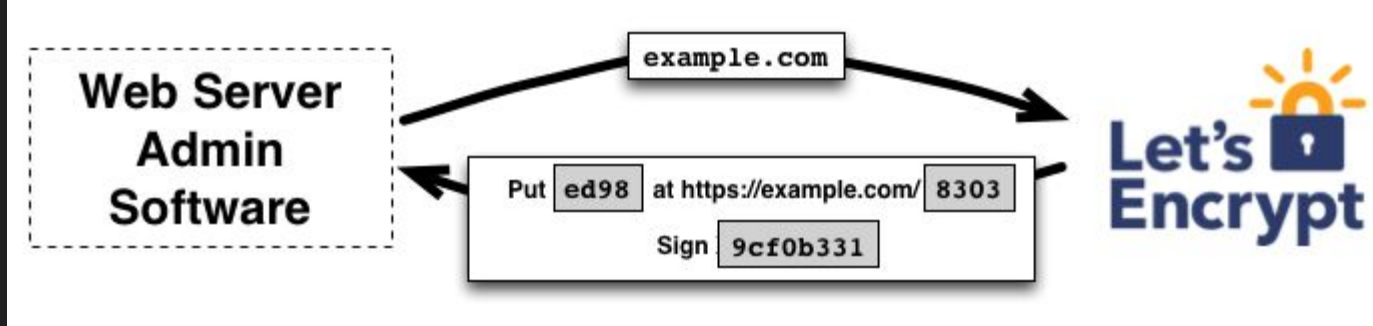 Web Server
Admin
Software
example.com
Put ed98 at https://example.com/ 8303
Sign 9cf0b331
Let's
Encrypt